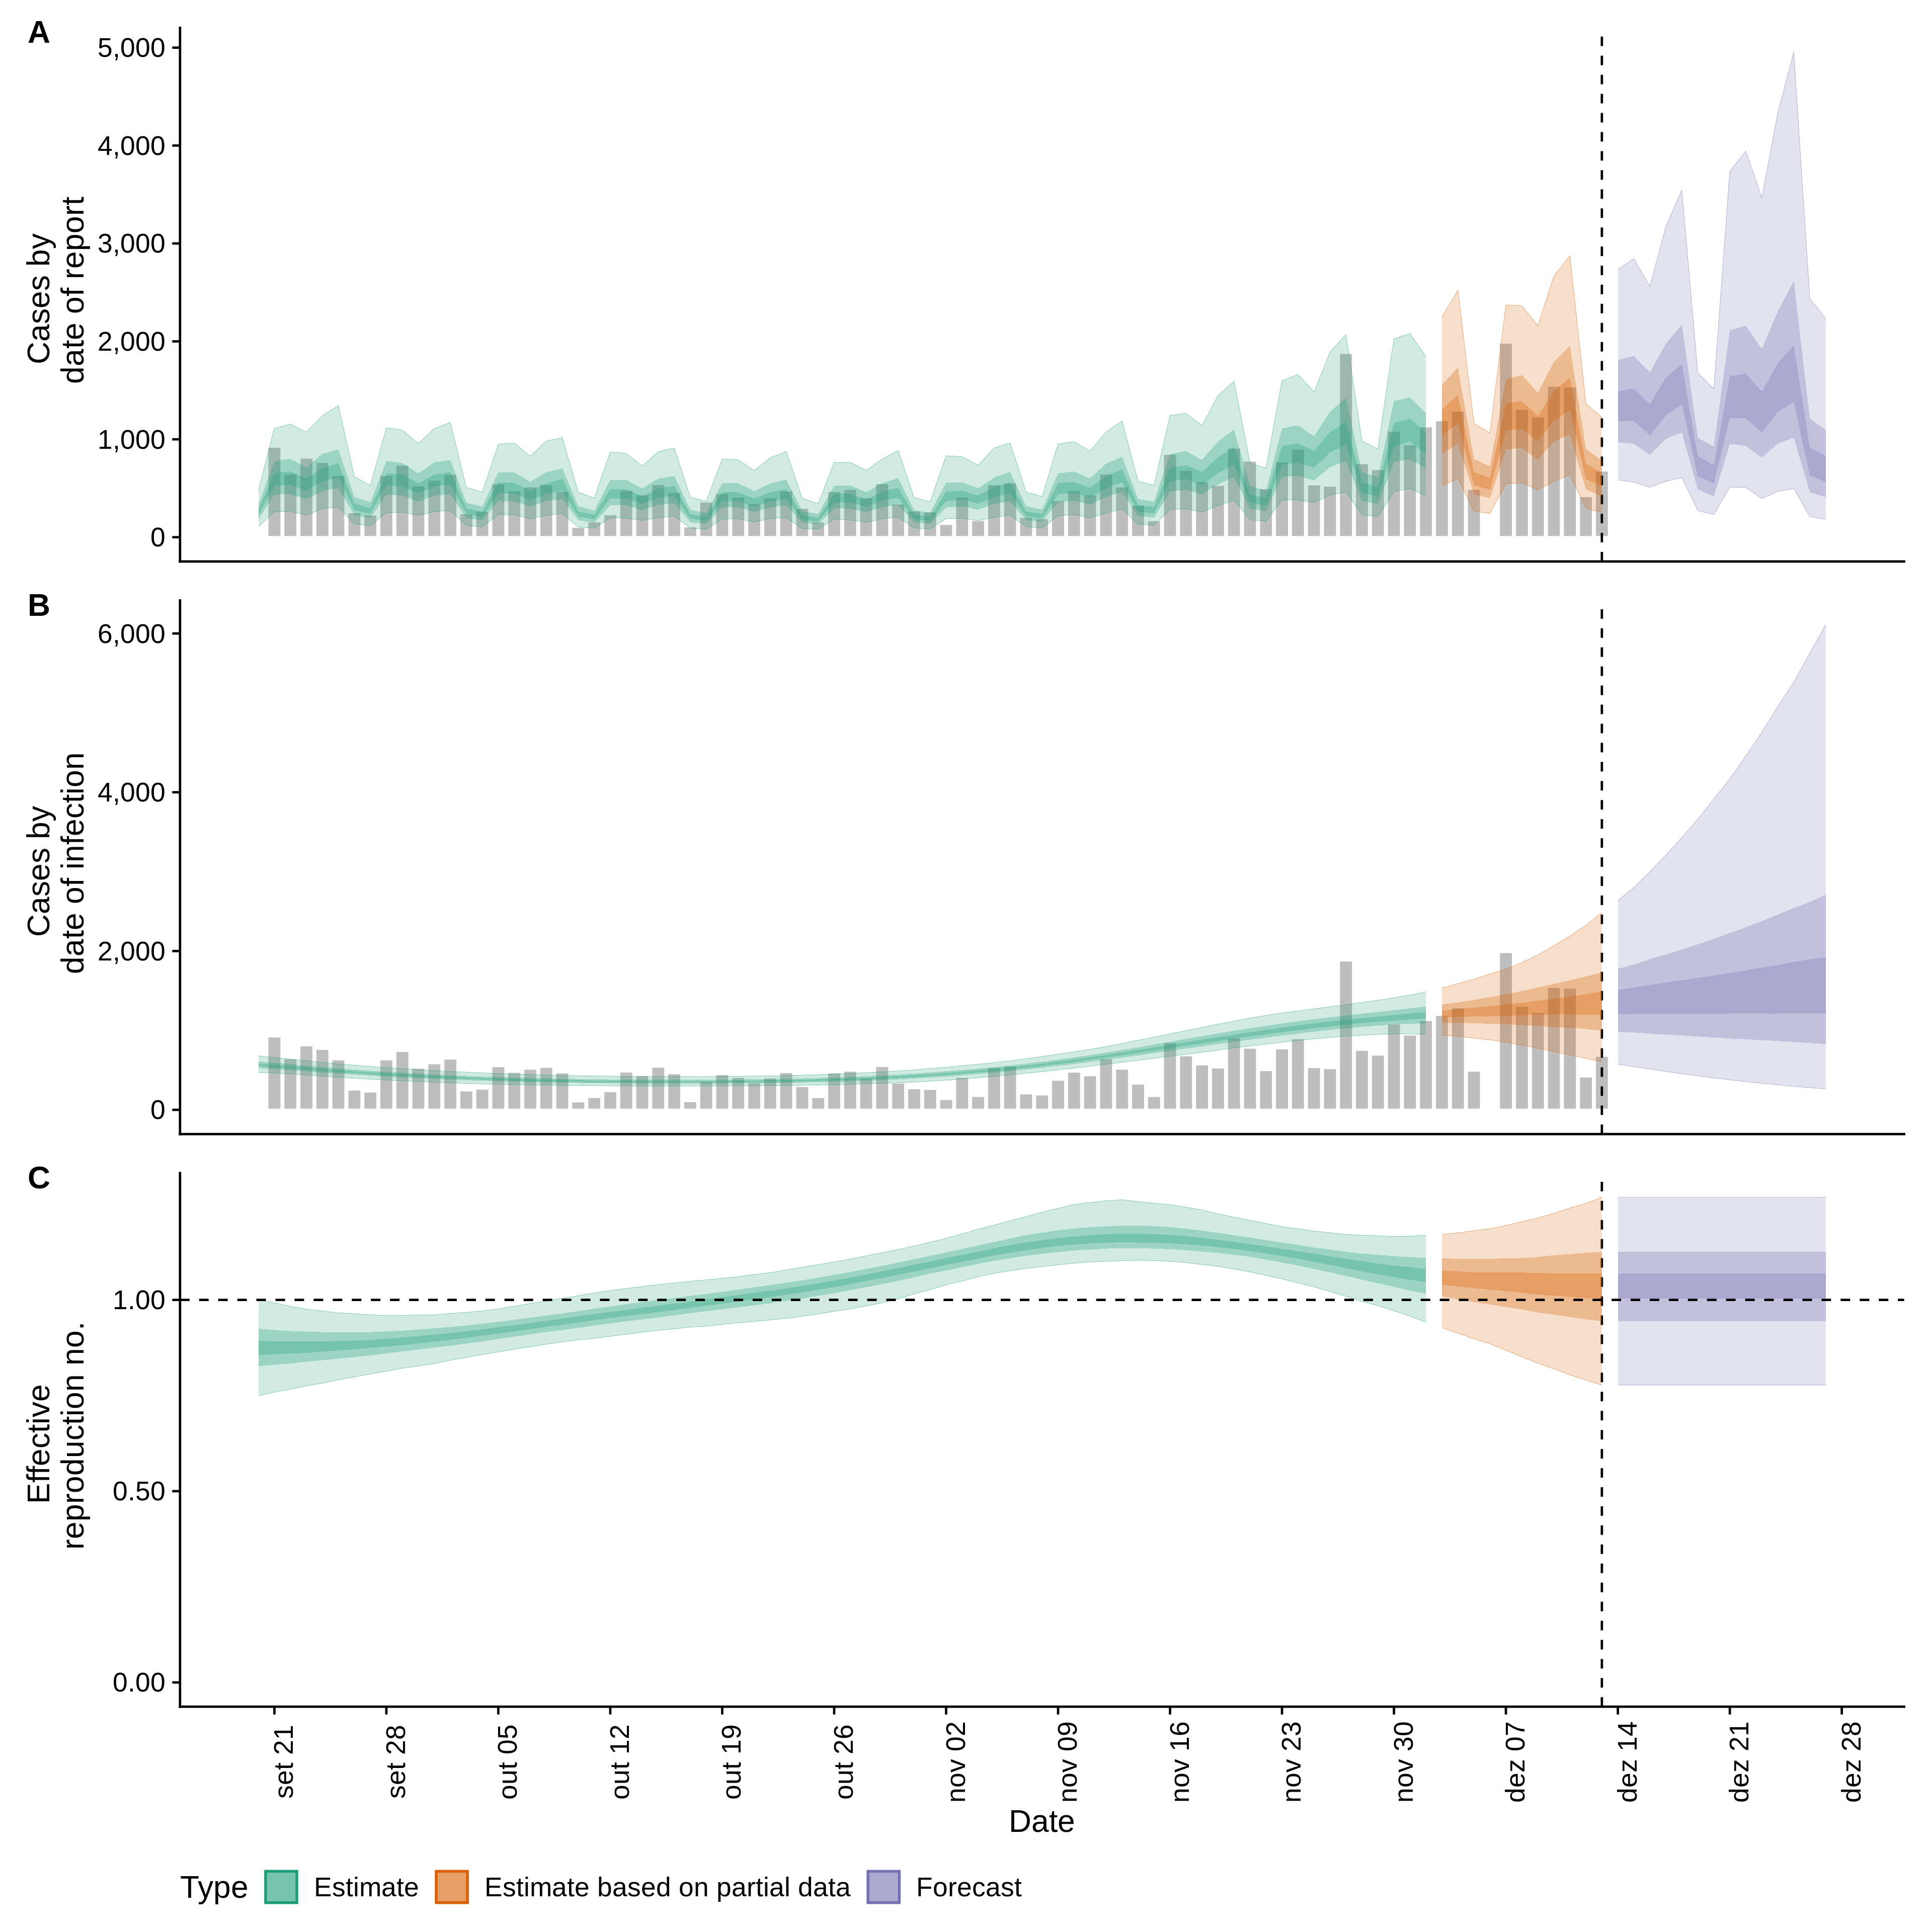 A
5,000
4,000
3,000
2,000
1,000
0
Cases by
date of report
B
6,000
4,000
2,000
0
Cases by
date of infection
C
1.00
0.50
0.00
Effective
reproduction no.
set 21
set 28
out 05
out 12
out 19
out 26
nov 02
nov 09
nov 16
nov 23
nov 30
dez 07
dez 14
dez 21
dez 28
Date
Type Estimate Estimate based on partial data Forecast